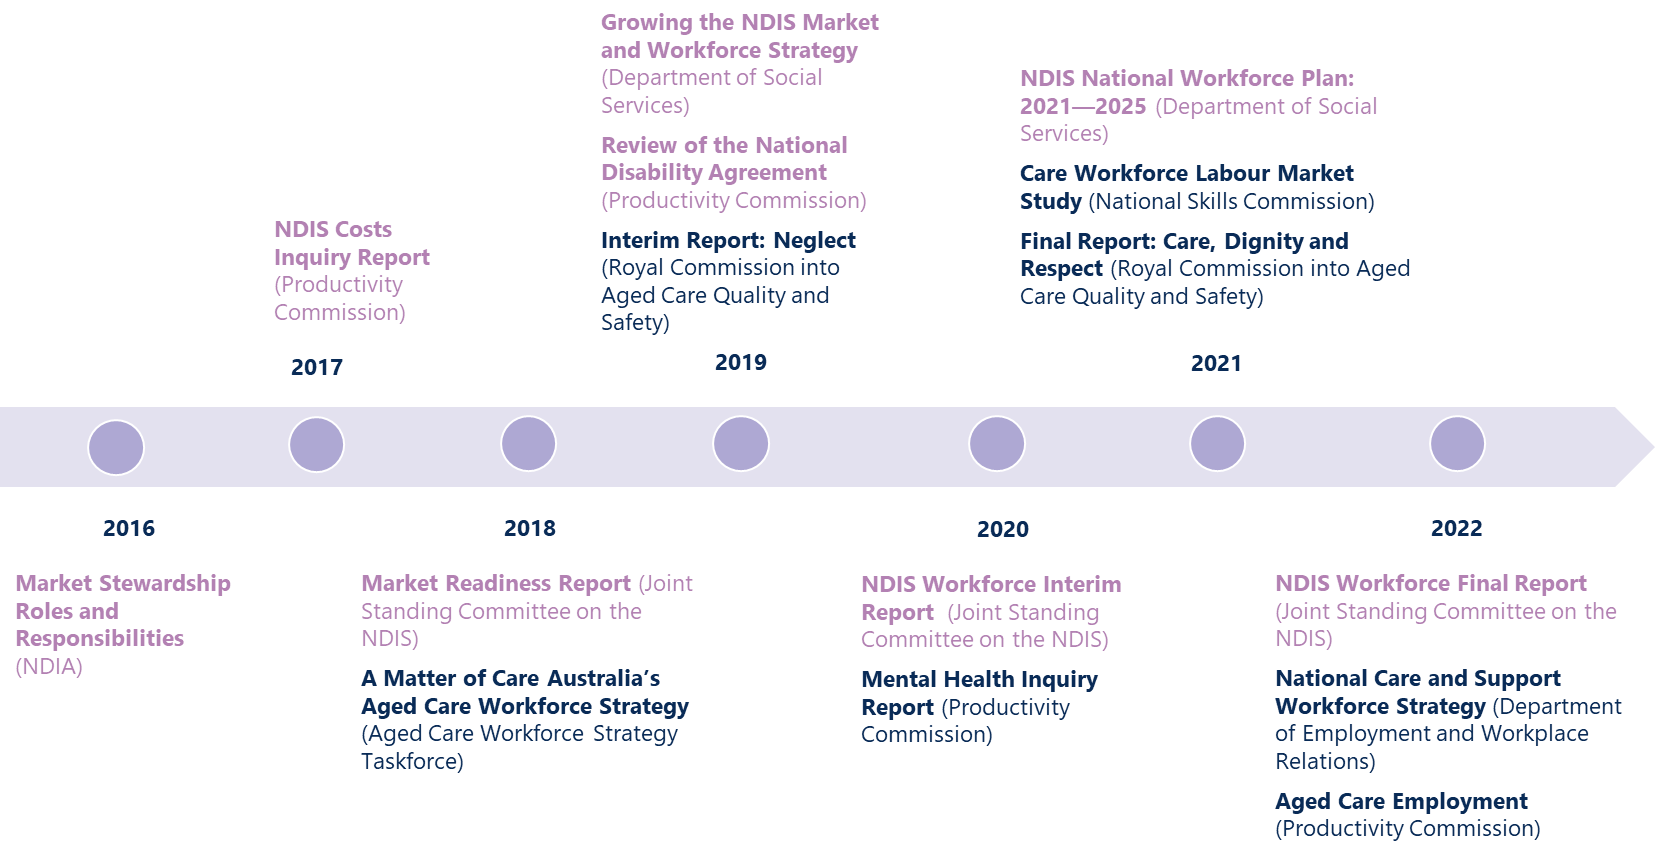 Growing the NDIS Market
and Workforce Strategy
(Department of Social
Services)
Review of the National
Disability Agreement
(Productivity Commission)
Interim Report: Neglect
(Royal Commission into
Aged Care Quality and
Safety)
NDIS National Workforce Plan:
2021—2025 (Department of Social
Services)
Care Workforce Labour Market
Study (National Skills Commission)
Final Report: Care, Dignity and
Respect (Royal Commission into Aged
Care Quality and Safety)
NDIS Costs
Inquiry Report
(Productivity
Commission)
2017
2019
2021
2016
2018
2020
2022
Market Stewardship
Roles and
Responsibilities
(NDIA)
Market Readiness Report (Joint
Standing Committee on the
NDIS)
A Matter of Care Australia’s
Aged Care Workforce Strategy
(Aged Care Workforce Strategy
Taskforce)
NDIS Workforce Interim
Report (Joint Standing
Committee on the NDIS)
Mental Health Inquiry
Report (Productivity
Commission)
NDIS Workforce Final Report
(Joint Standing Committee on the
NDIS)
National Care and Support
Workforce Strategy (Department
of Employment and Workplace
Relations)
Aged Care Employment
(Productivity Commission)